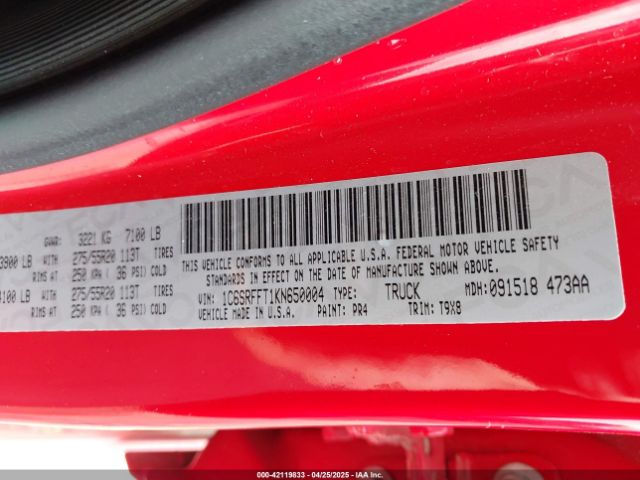 GVWR: 3221 KG 7100 LB
3900 LB WITH 275/55R20 113T TIRES
RIMS AT 250 KPA ( 36 PSI) COLD
4100 LB WITH 275/55R20 113T TIRES
RIMS AT 250 KPA ( 36 PSI) COLD
THIS VEHICLE CONFORMS TO ALL APPLICABLE U.S.A. FEDERAL MOTOR VEHICLE SAFETY
STANDARDS IN EFFECT ON THE DATE OF MANUFACTURE SHOWN ABOVE.
VIN: 1C6SRFFT1KN650004 TYPE: TRUCK MDH: 091518 473AA
VEHICLE MADE IN U.S.A. PAINT: PR4 TRIM: T9X8
000-42119833 - 04/25/2025 - IAAI.COM